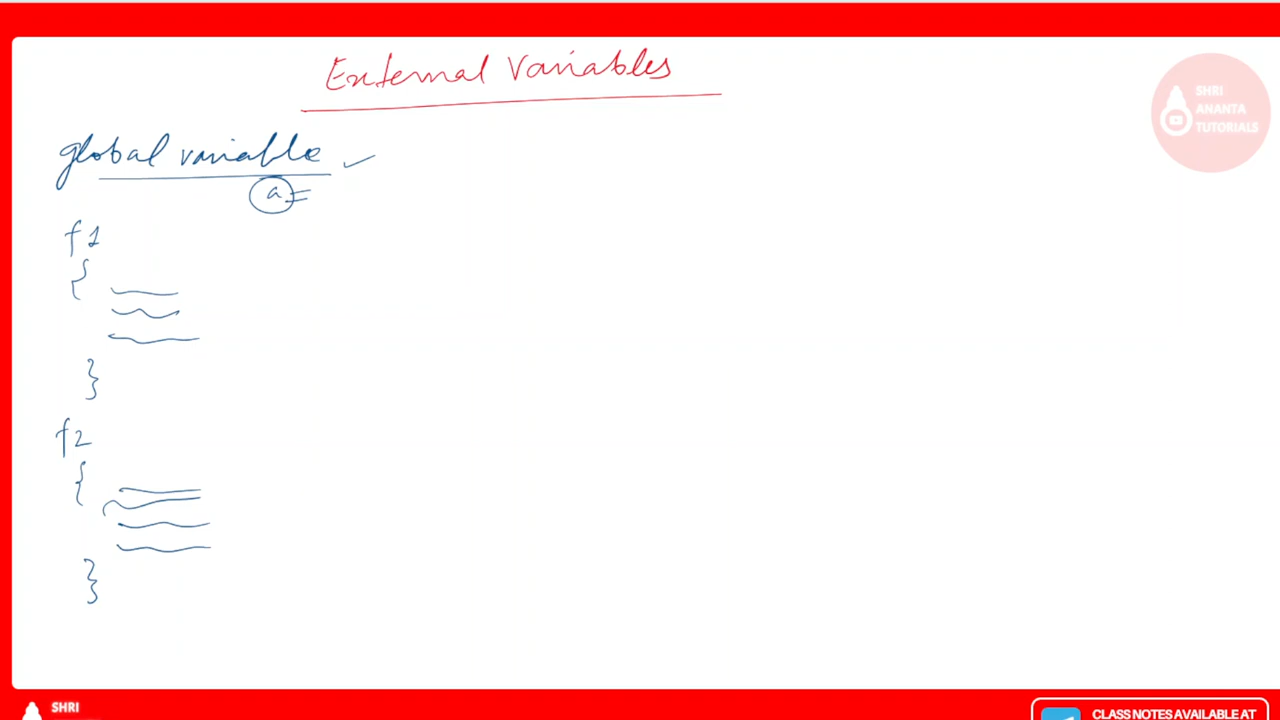 External Variables
SHRI
ANANTA
TUTORIALS
global variable
a =
f1
{
}
f2
{
}
SHRI
CLASS NOTES AVAILABLE AT